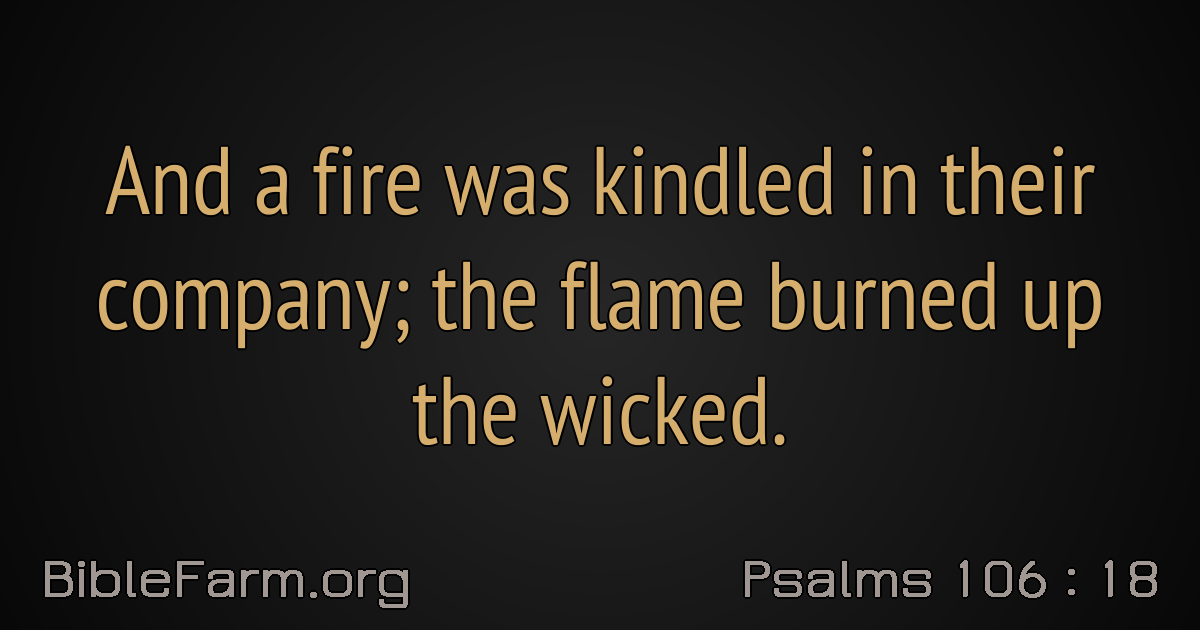 And a fire was kindled in their
company; the flame burned up
the wicked.
BibleFarm.org
Psalms 106 : 18